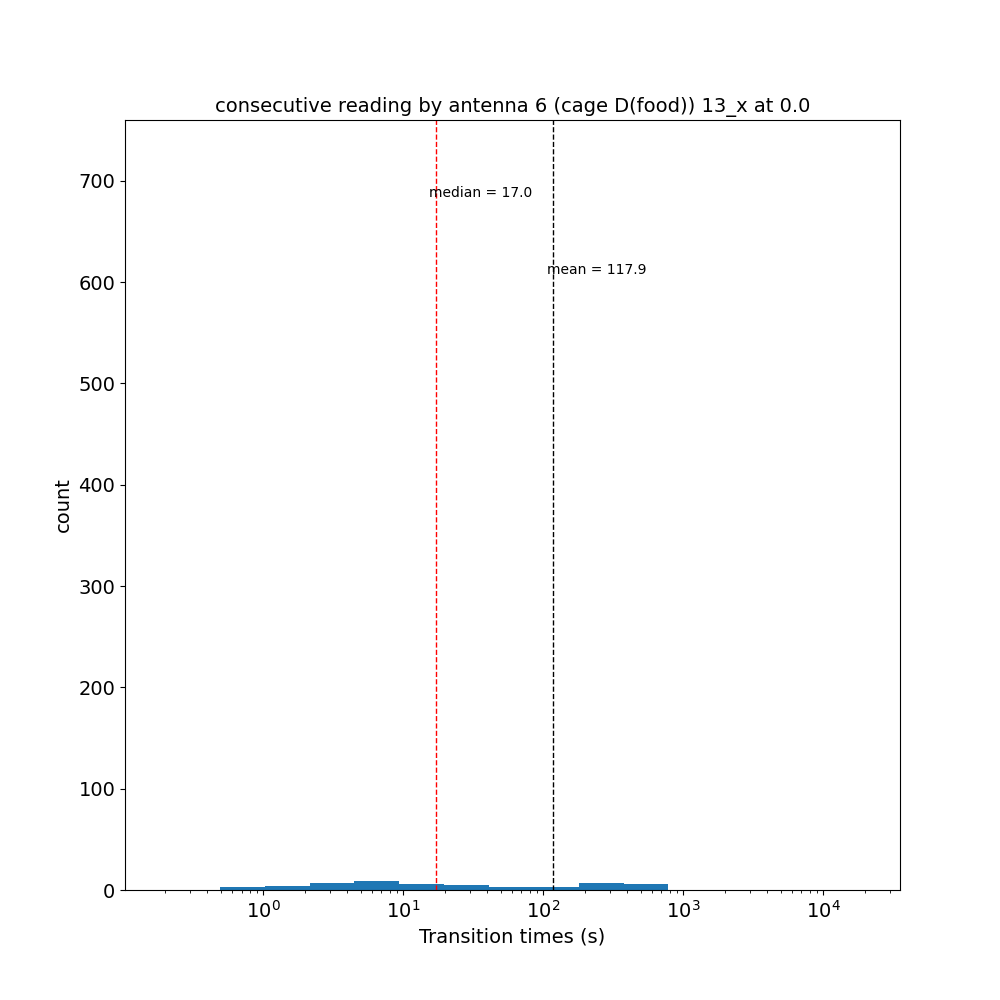 consecutive reading by antenna 6 (cage D(food)) 13_x at 0.0
median = 17.0
mean = 117.9
700
600
500
400
300
200
100
0
count
10⁰ 10¹ 10² 10³ 10⁴
Transition times (s)